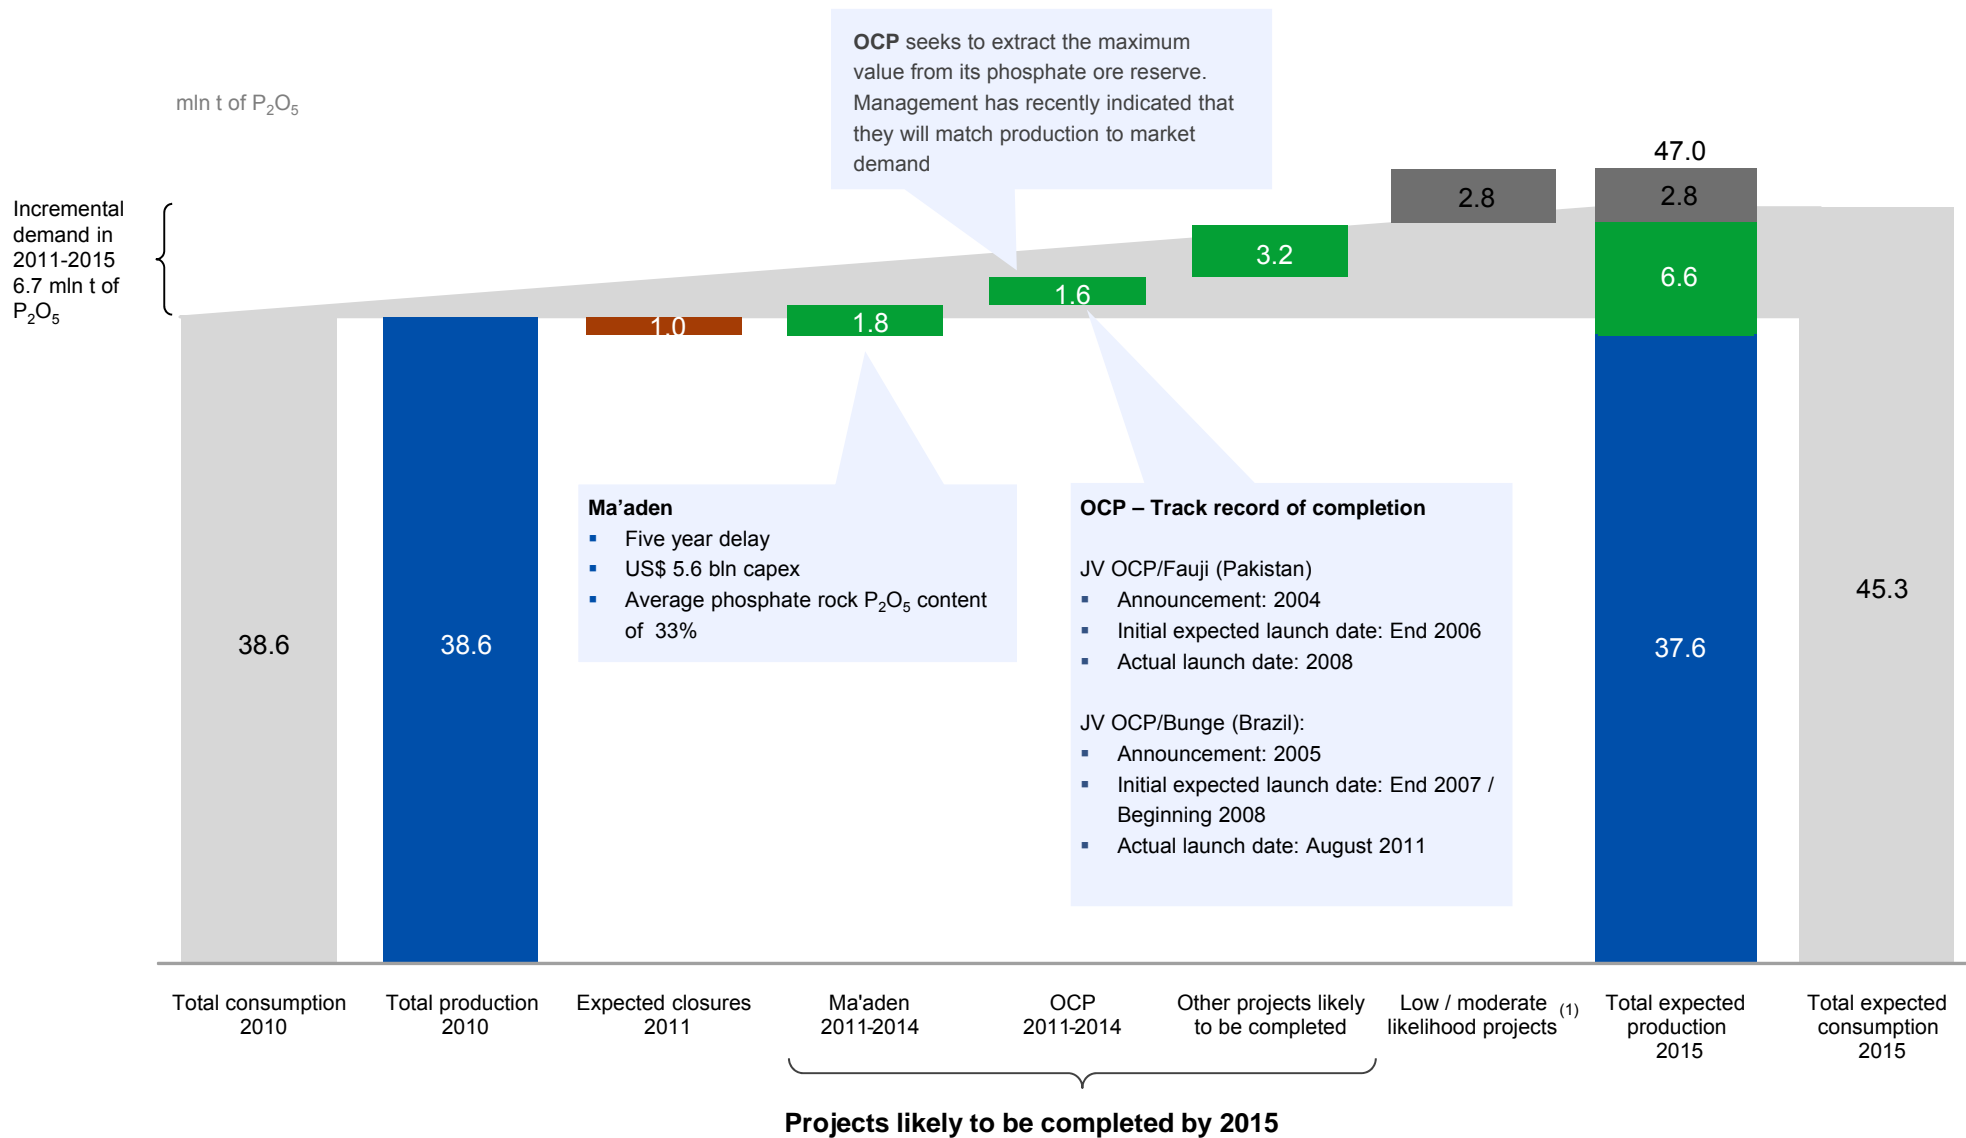 OCP seeks to extract the maximum
value from its phosphate ore reserve.
Management has recently indicated that
they will match production to market
demand
mln t of P₂O₅
Incremental
demand in
2011-2015
6.7 mln t of
P₂O₅
47.0
2.8
2.8
3.2
6.6
1.6
1.8
1.0
Ma’aden
▪ Five year delay
▪ US$ 5.6 bln capex
▪ Average phosphate rock P₂O₅ content
of 33%
OCP – Track record of completion
JV OCP/Fauji (Pakistan)
▪ Announcement: 2004
▪ Initial expected launch date: End 2006
▪ Actual launch date: 2008
JV OCP/Bunge (Brazil):
▪ Announcement: 2005
▪ Initial expected launch date: End 2007 /
Beginning 2008
▪ Actual launch date: August 2011
38.6
38.6
37.6
45.3
Total consumption
2010
Total production
2010
Expected closures
2011
Ma'aden
2011-2014
OCP
2011-2014
Other projects likely
to be completed
Low / moderate
likelihood projects (1)
Total expected
production
2015
Total expected
consumption
2015
Projects likely to be completed by 2015